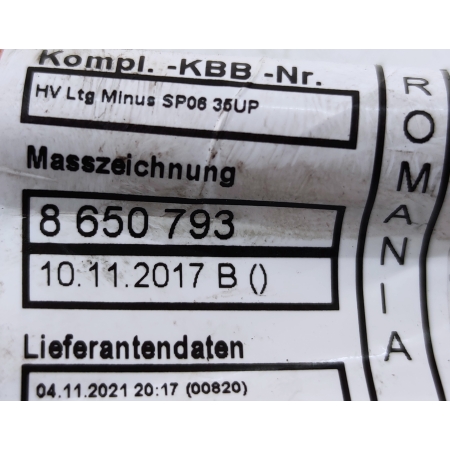 Kompl. -KBB -Nr.
HV Ltg Minus SP06 35UP
Masszeichnung
8 650 793
10.11.2017 B ()
Lieferantendaten
04.11.2021 20:17 (00820)
ROMANIA